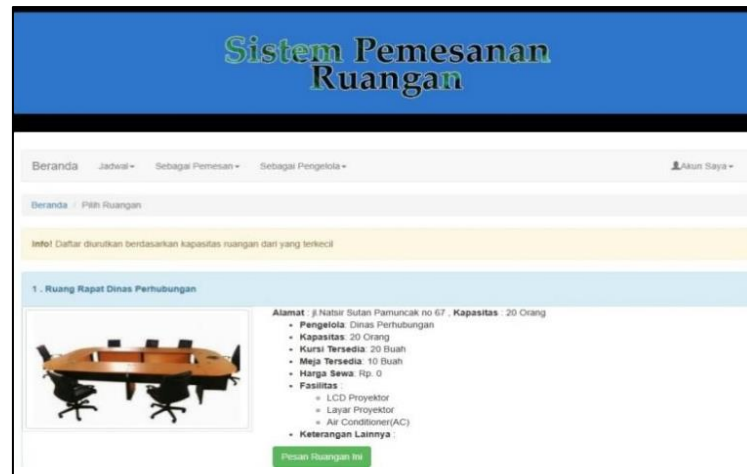 Sistem Pemesanan
Ruangan
Beranda Jadwal Sebagai Pemesan Sebagai Pengelola Akun Saya
Beranda / Pilih Ruangan
Info! Daftar diurutkan berdasarkan kapasitas ruangan dari yang terkecil
1 . Ruang Rapat Dinas Perhubungan
Alamat : jl.Natsir Sutan Pamuncak no 67 , Kapasitas : 20 Orang
Pengelola: Dinas Perhubungan
Kapasitas: 20 Orang
Kursi Tersedia: 20 Buah
Meja Tersedia: 10 Buah
Harga Sewa: Rp. 0
Fasilitas :
LCD Proyektor
Layar Proyektor
Air Conditioner(AC)
Keterangan Lainnya :
Pesan Ruangan Ini